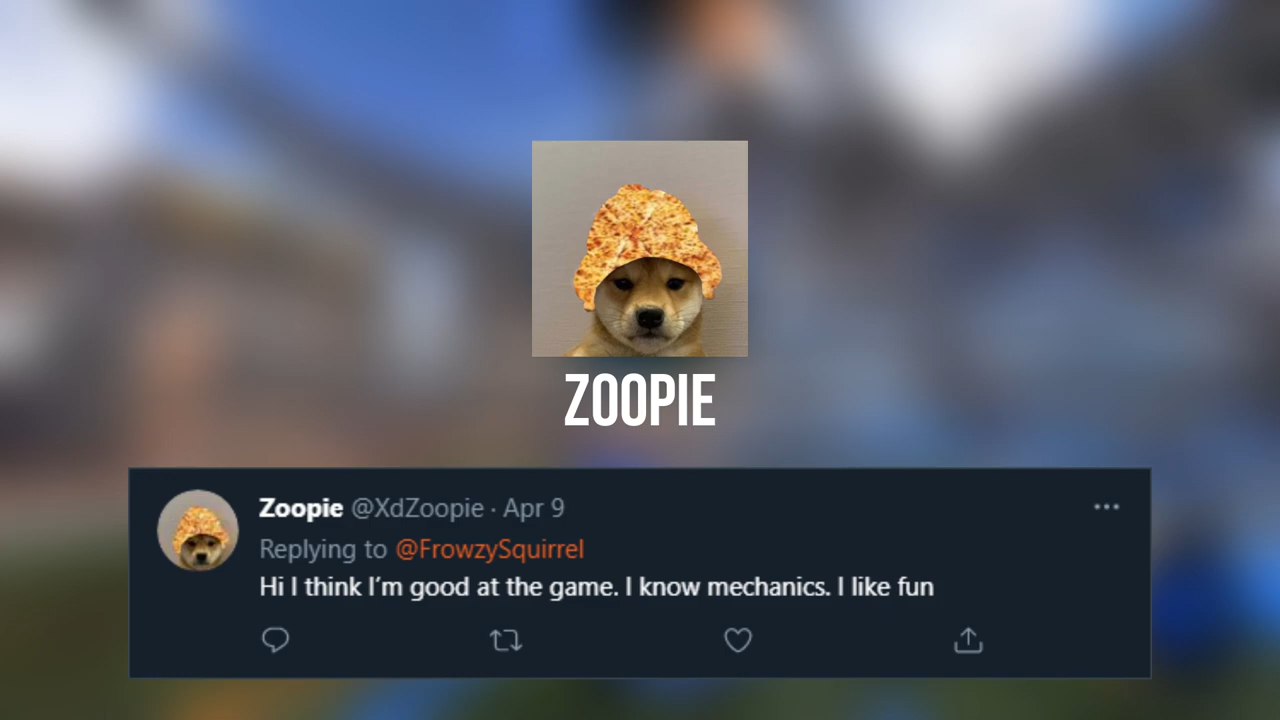 ZOOPIE
Zoopie @XdZoopie · Apr 9
Replying to @FrowzySquirrel
Hi I think I’m good at the game. I know mechanics. I like fun